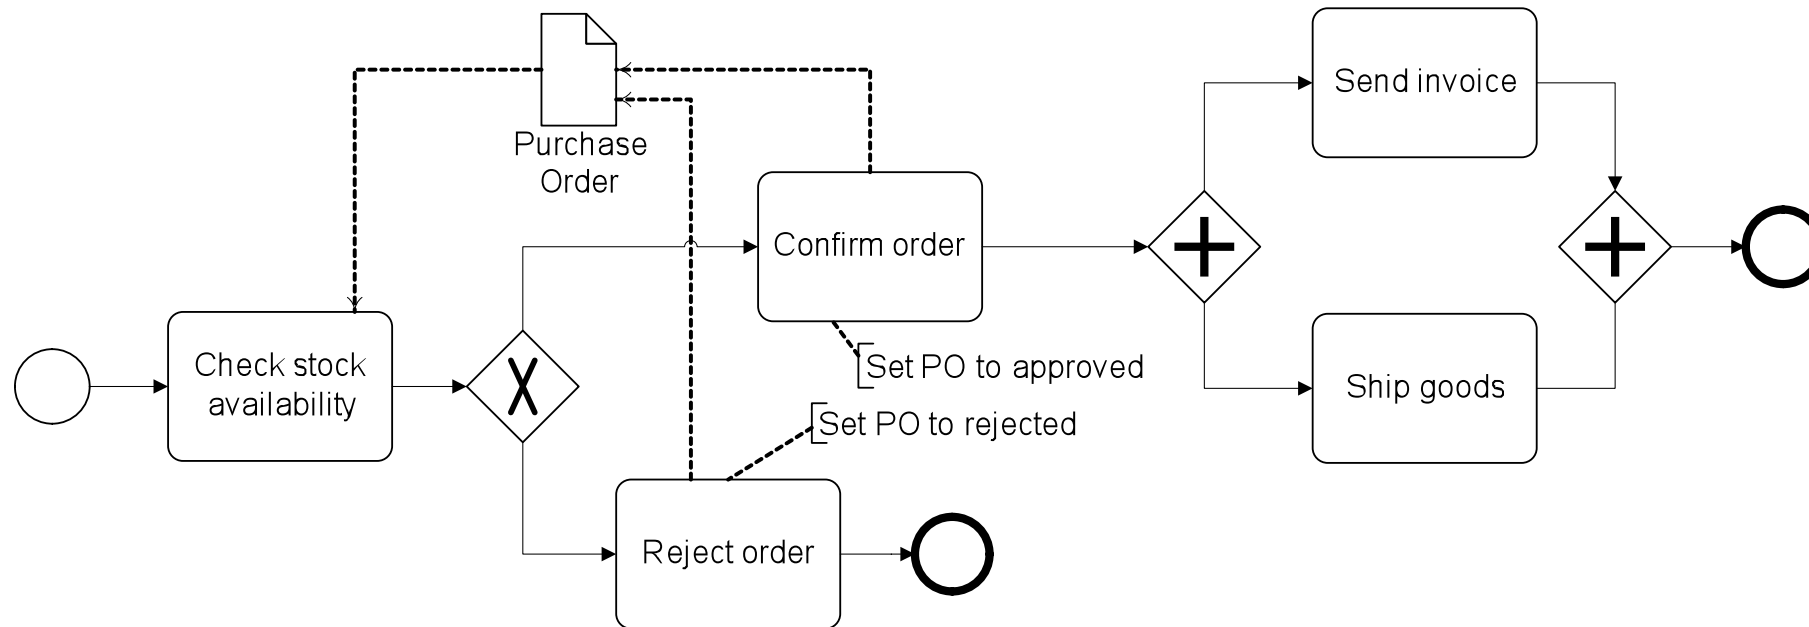 Purchase
Order
Send invoice
Confirm order
Check stock
availability
Set PO to approved
Ship goods
Set PO to rejected
Reject order